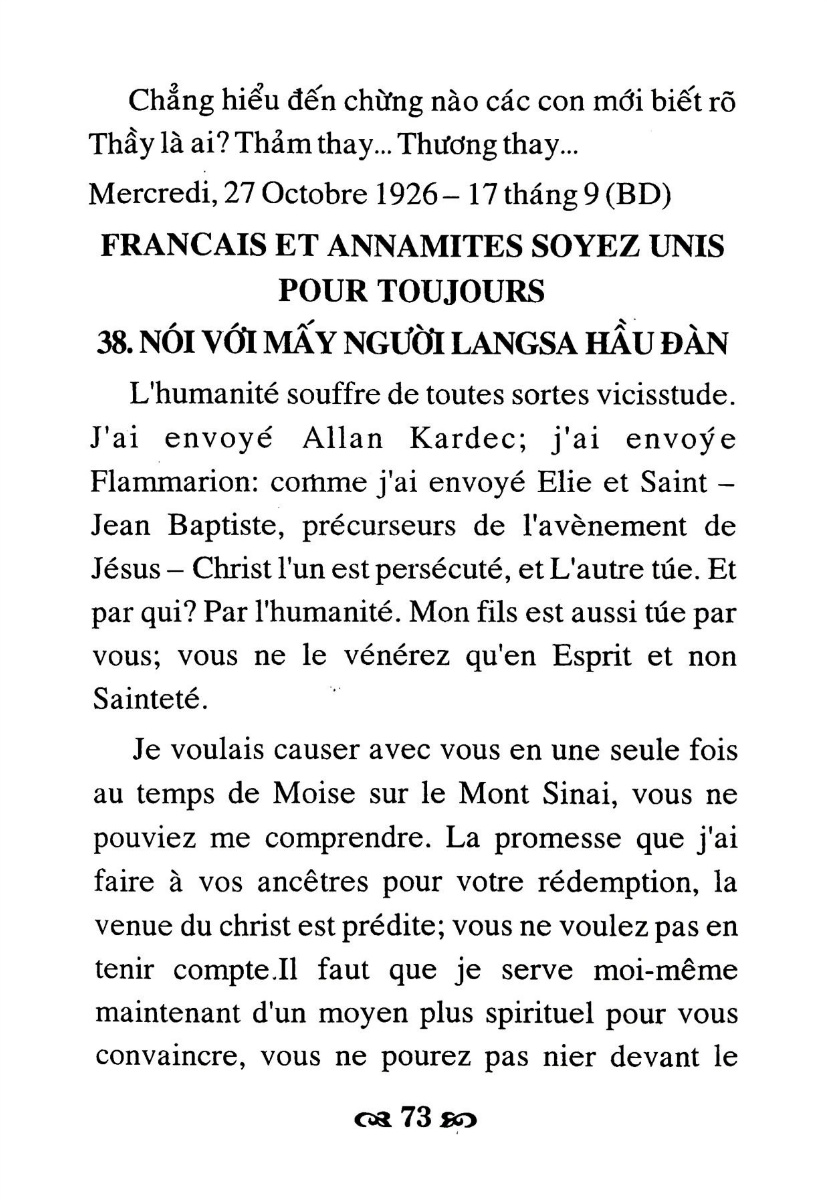 Chẳng hiểu đến chừng nào các con mới biết rõ
Thầy là ai? Thảm thay... Thương thay...
Mercredi, 27 Octobre 1926 – 17 tháng 9 (BD)
FRANCAIS ET ANNAMITES SOYEZ UNIS
POUR TOUJOURS
38. NÓI VỚI MẤY NGƯỜI LANGSA HẦU ĐÀN
L'humanité souffre de toutes sortes vicisstude.
J'ai envoyé Allan Kardec; j'ai envoýe
Flammarion: comme j'ai envoyé Elie et Saint –
Jean Baptiste, précurseurs de l'avènement de
Jésus – Christ l'un est persécuté, et L'autre túe. Et
par qui? Par l'humanité. Mon fils est aussi túe par
vous; vous ne le vénérez qu'en Esprit et non
Sainteté.
Je voulais causer avec vous en une seule fois
au temps de Moise sur le Mont Sinai, vous ne
pouviez me comprendre. La promesse que j'ai
faire à vos ancêtres pour votre rédemption, la
venue du christ est prédite; vous ne voulez pas en
tenir compte.Il faut que je serve moi-même
maintenant d'un moyen plus spirituel pour vous
convaincre, vous ne pourez pas nier devant le
73